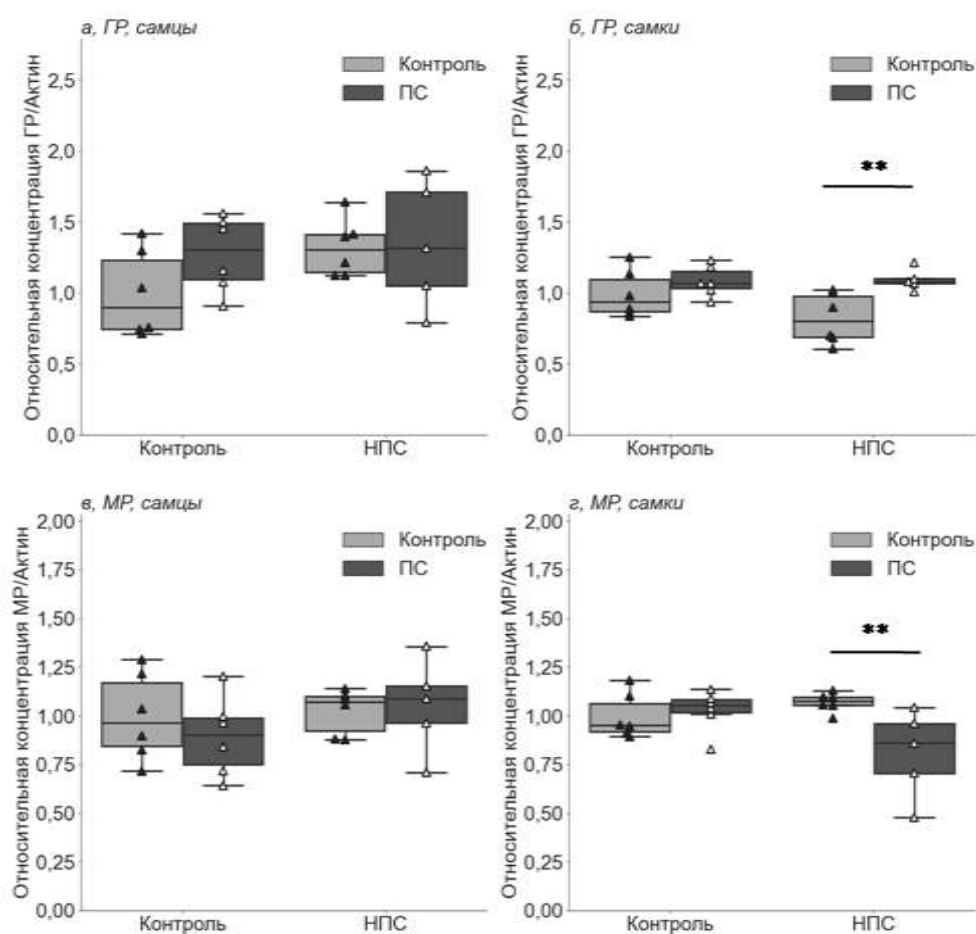 а, ГР, самцы
Относительная концентрация ГР/Актин
2,5
2,0
1,5
1,0
0,5
0,0
Контроль
ПС
Контроль
НПС
б, ГР, самки
Относительная концентрация ГР/Актин
2,5
2,0
1,5
1,0
0,5
0,0
Контроль
ПС
**
Контроль
НПС
в, МР, самцы
Относительная концентрация МР/Актин
2,00
1,75
1,50
1,25
1,00
0,75
0,50
0,25
0,00
Контроль
ПС
Контроль
НПС
г, МР, самки
Относительная концентрация МР/Актин
2,00
1,75
1,50
1,25
1,00
0,75
0,50
0,25
0,00
Контроль
ПС
**
Контроль
НПС